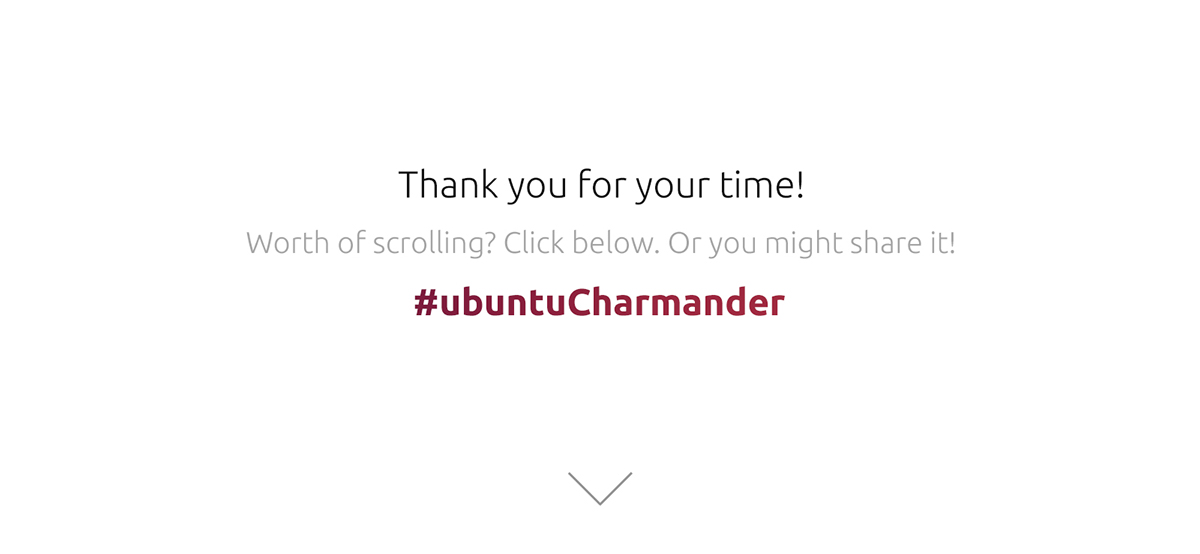 Thank you for your time!
Worth of scrolling? Click below. Or you might share it!
#ubuntuCharmander